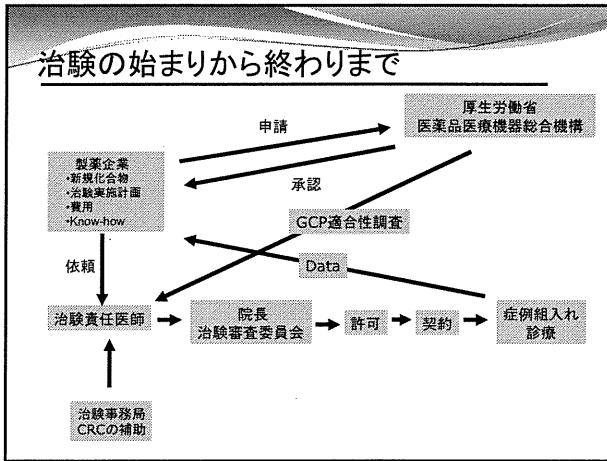 治験の始まりから終わりまで
厚生労働省
医薬品医療機器総合機構
申請
製薬企業
・新規化合物
・治験実施計画
・費用
・Know-how
承認
GCP適合性調査
依頼
Data
治験責任医師
院長
治験審査委員会
許可
契約
症例組入れ
診療
治験事務局
CRCの補助